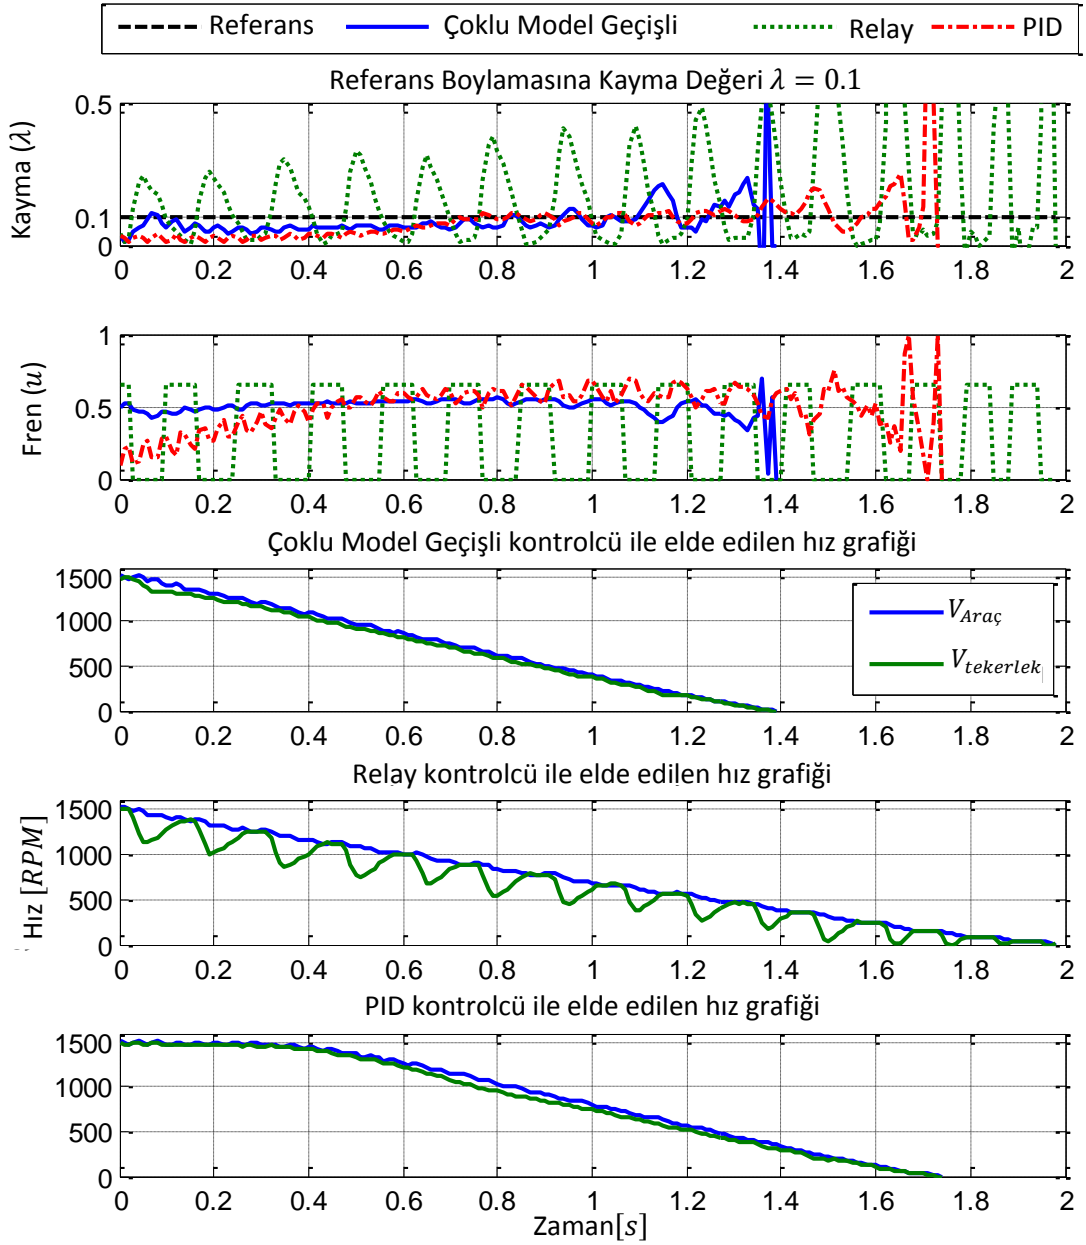 Referans Çoklu Model Geçişli Relay PID
Referans Boylamasına Kayma Değeri λ = 0.1
Kayma (λ)
0.5
0.1
0
0 0.2 0.4 0.6 0.8 1 1.2 1.4 1.6 1.8 2
Fren (u)
1
0.5
0
0 0.2 0.4 0.6 0.8 1 1.2 1.4 1.6 1.8 2
Çoklu Model Geçişli kontrolcü ile elde edilen hız grafiği
1500
1000
500
0
V_Araç
V_tekerlek
0 0.2 0.4 0.6 0.8 1 1.2 1.4 1.6 1.8 2
Relay kontrolcü ile elde edilen hız grafiği
Hız [RPM]
1500
1000
500
0
0 0.2 0.4 0.6 0.8 1 1.2 1.4 1.6 1.8 2
PID kontrolcü ile elde edilen hız grafiği
1500
1000
500
0
0 0.2 0.4 0.6 0.8 1 1.2 1.4 1.6 1.8 2
Zaman[s]